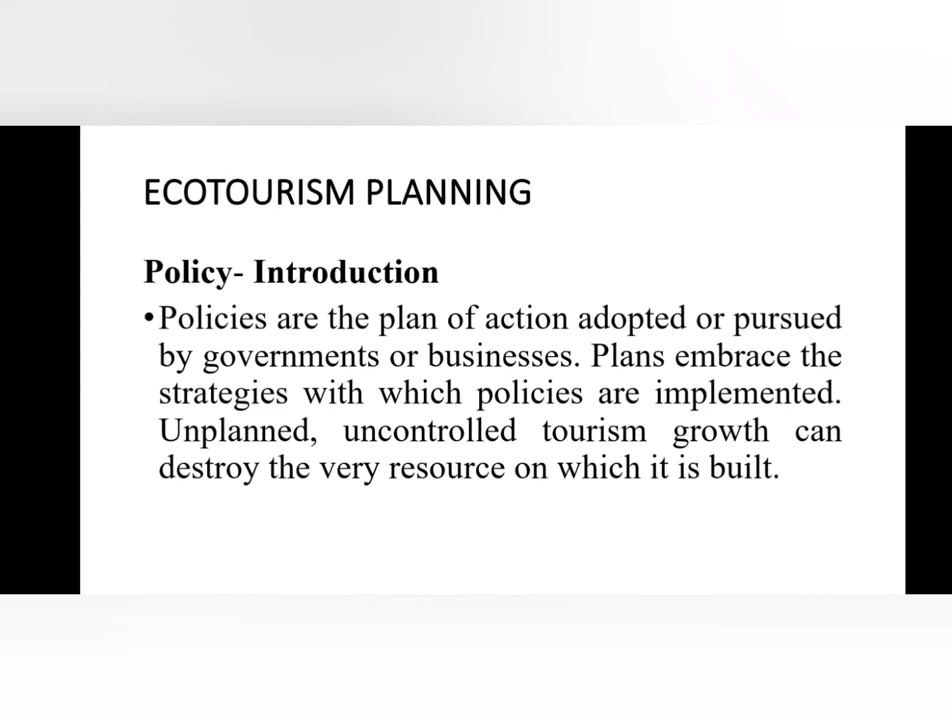 ECOTOURISM PLANNING
Policy- Introduction
•Policies are the plan of action adopted or pursued
by governments or businesses. Plans embrace the
strategies with which policies are implemented.
Unplanned, uncontrolled tourism growth can
destroy the very resource on which it is built.